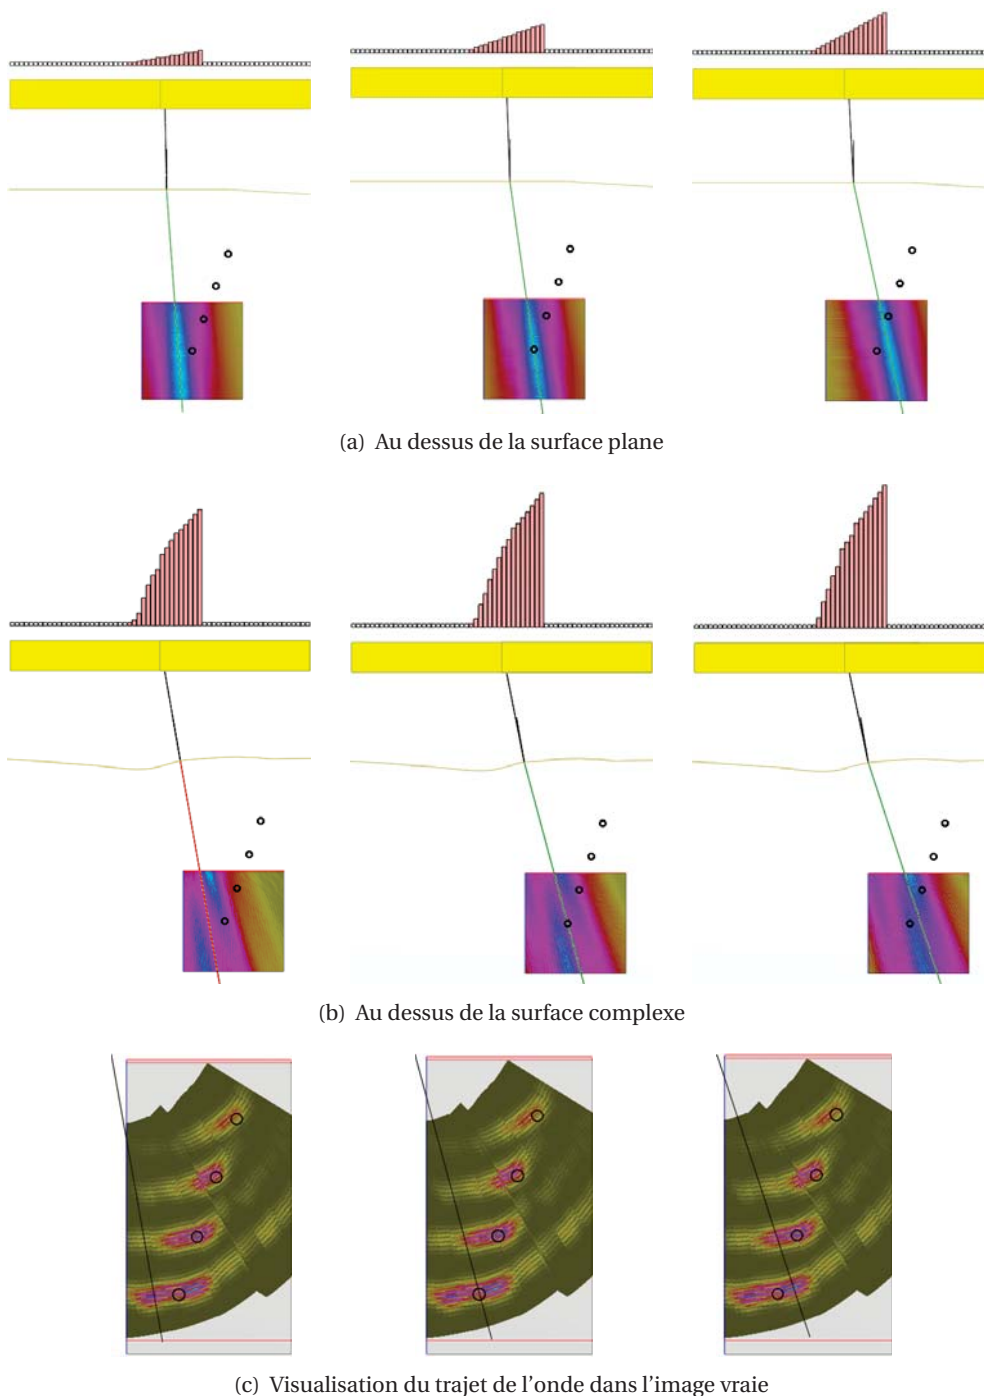 (a) Au dessus de la surface plane
(b) Au dessus de la surface complexe
(c) Visualisation du trajet de l’onde dans l’image vraie